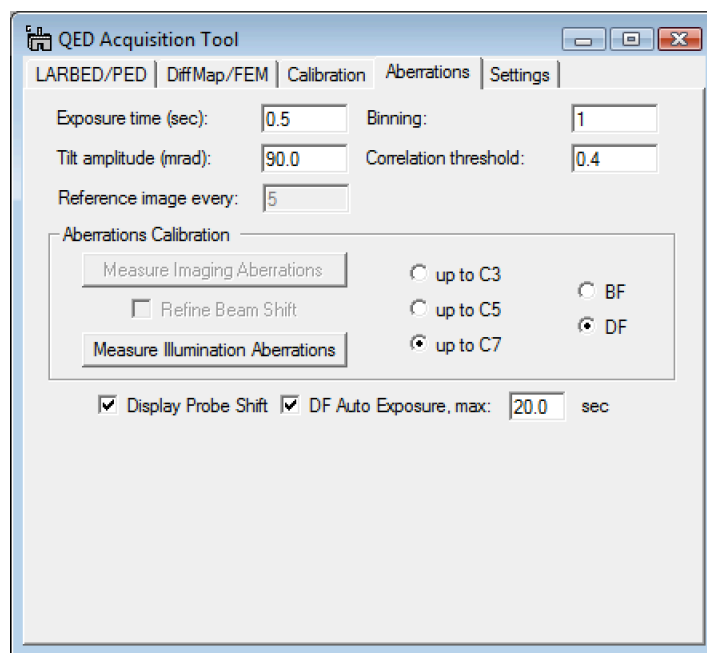 QED Acquisition Tool
LARBED/PED DiffMap/FEM Calibration Aberrations Settings
Exposure time (sec): 0.5 Binning: 1
Tilt amplitude (mrad): 90.0 Correlation threshold: 0.4
Reference image every: 5
Aberrations Calibration
Measure Imaging Aberrations up to C3
BF
Refine Beam Shift up to C5
DF
Measure Illumination Aberrations up to C7
Display Probe Shift DF Auto Exposure, max: 20.0 sec